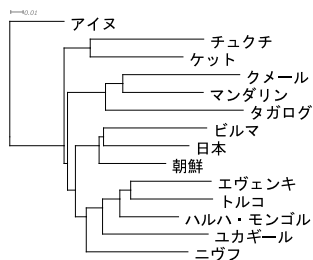 0.01
アイヌ
チュクチ
ケット
クメール
マンダリン
タガログ
ビルマ
日本
朝鮮
エヴェンキ
トルコ
ハルハ・モンゴル
ユカギール
ニヴフ